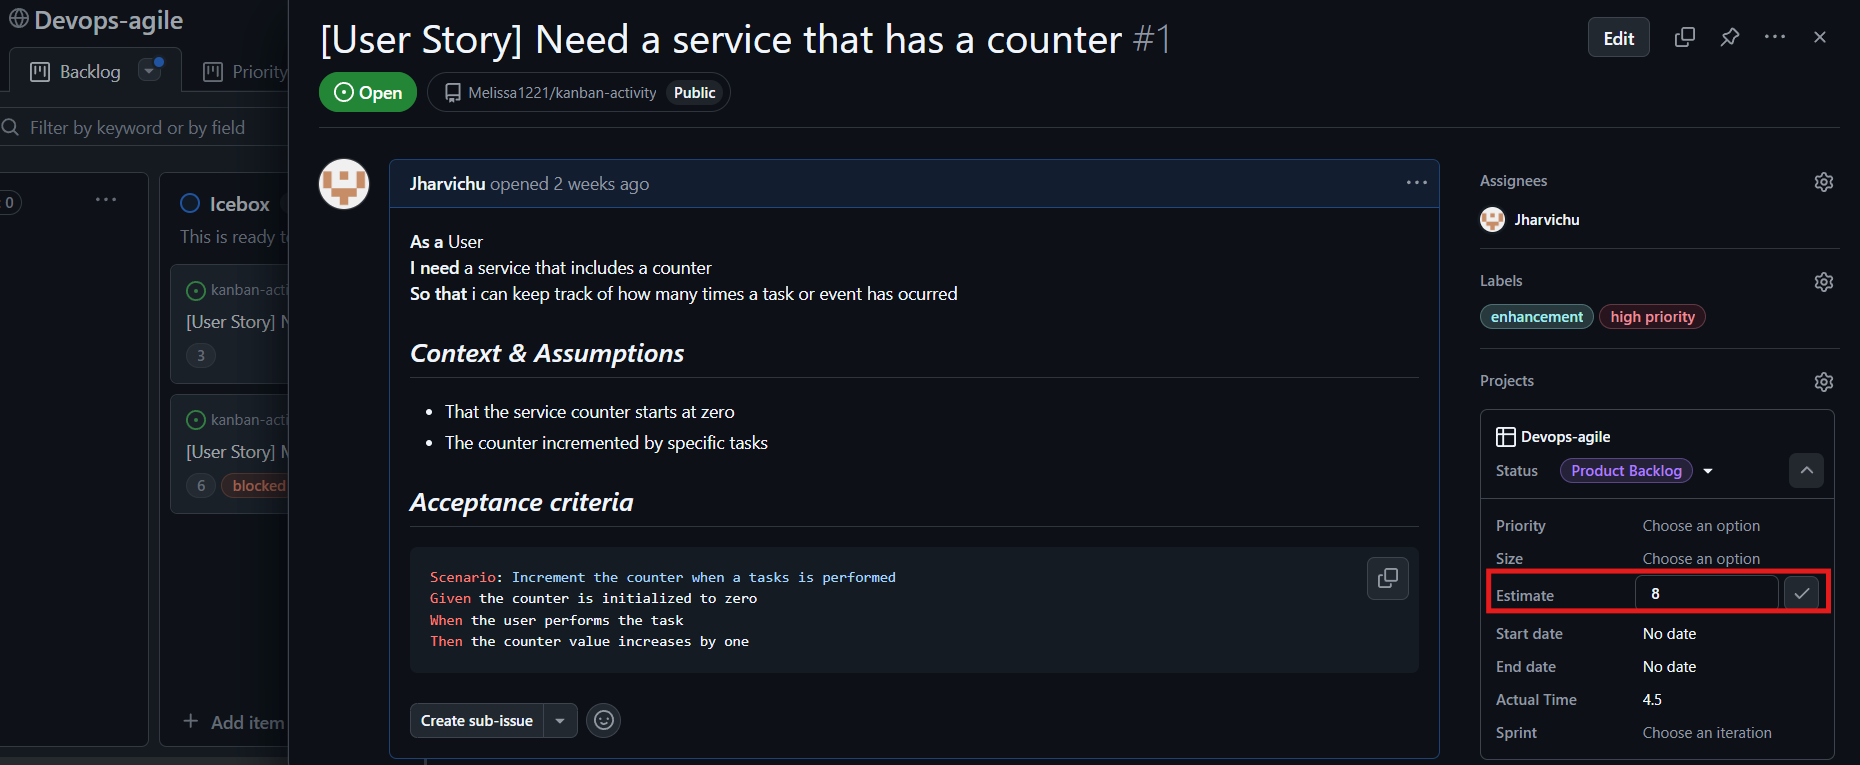 Devops-agile
Backlog
Priority
Filter by keyword or by field
0
Icebox
This is ready
kanban-acti
[User Story] N
3
kanban-acti
[User Story]
6 blocked
Add item
[User Story] Need a service that has a counter #1
Edit
Open
Melissa1221/kanban-activity Public
Jharvichu opened 2 weeks ago
As a User
I need a service that includes a counter
So that i can keep track of how many times a task or event has ocurred
Context & Assumptions
• That the service counter starts at zero
• The counter incremented by specific tasks
Acceptance criteria
Scenario: Increment the counter when a tasks is performed
Given the counter is initialized to zero
When the user performs the task
Then the counter value increases by one
Create sub-issue
Assignees
Jharvichu
Labels
enhancement high priority
Projects
Devops-agile
Status Product Backlog
Priority Choose an option
Size Choose an option
Estimate 8
Start date No date
End date No date
Actual Time 4.5
Sprint Choose an iteration